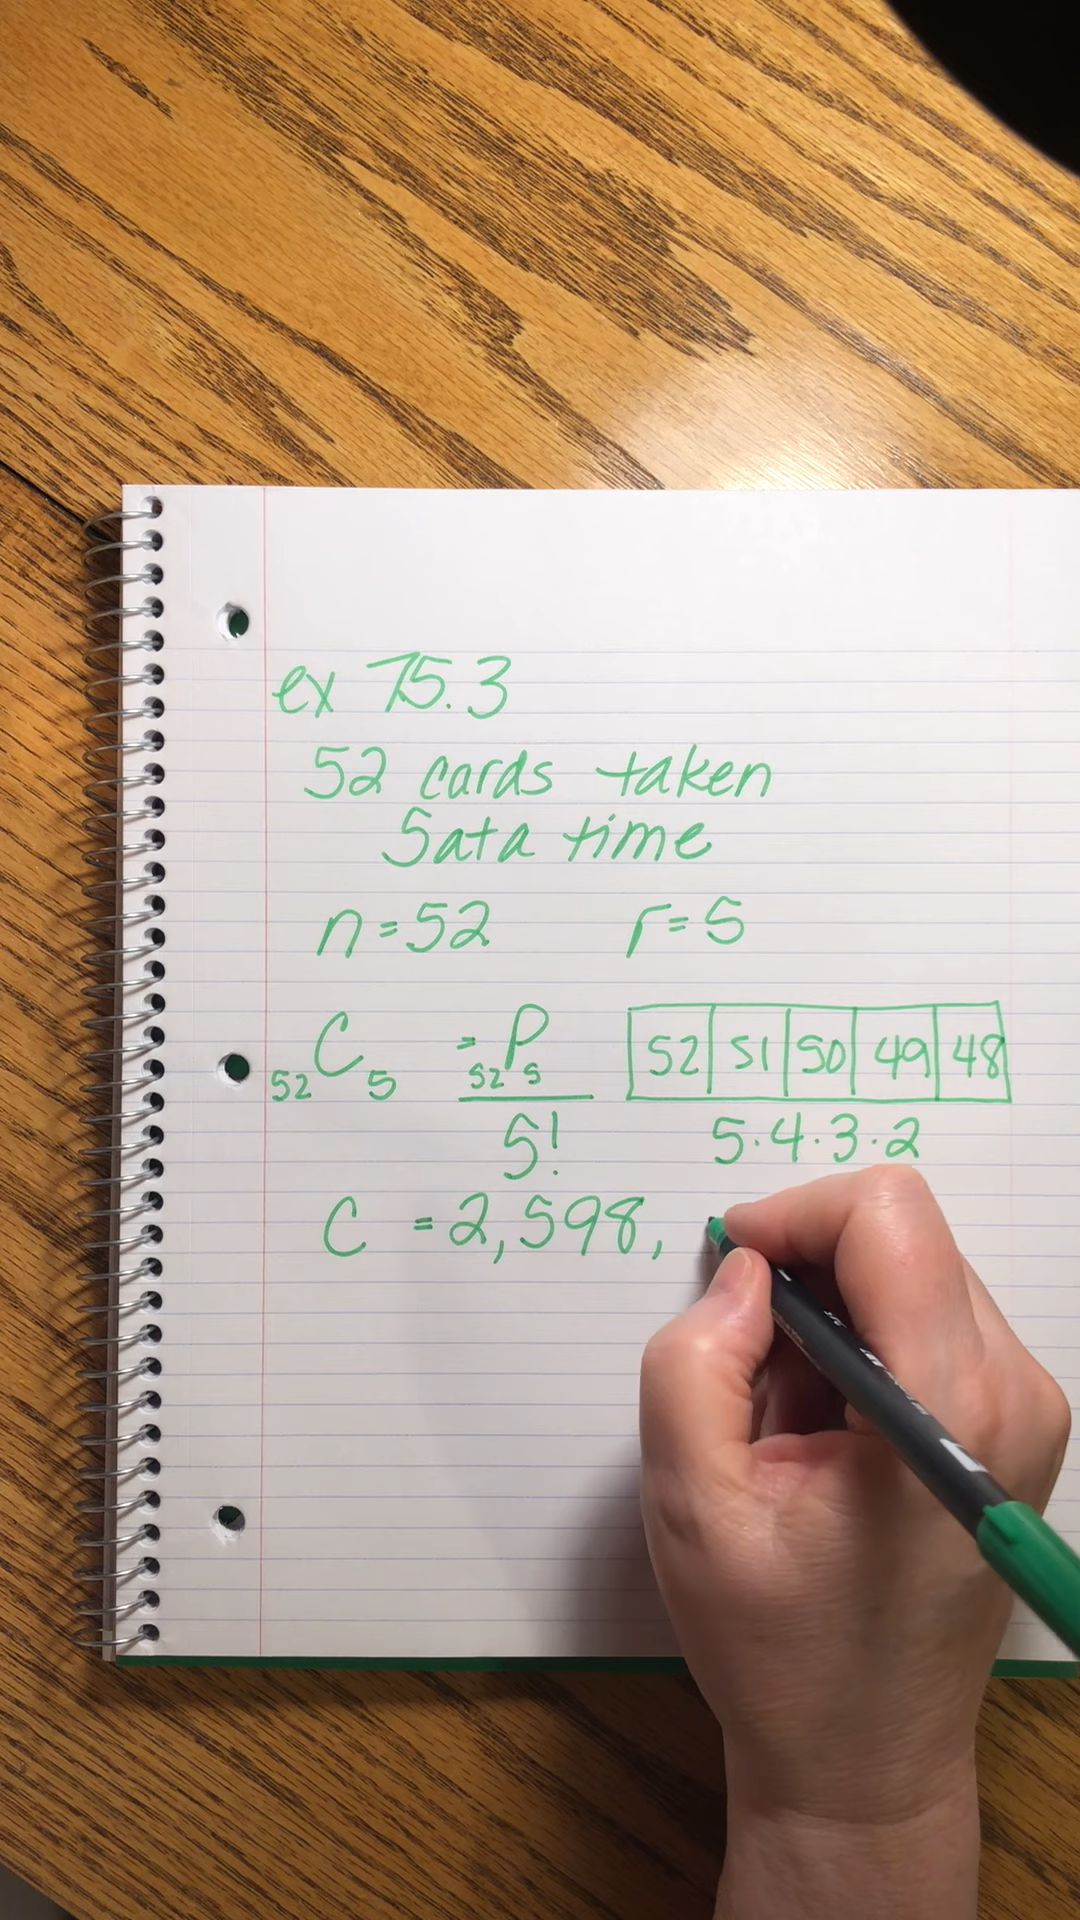 ex 75.3
52 cards taken
5 at a time
n = 52 r = 5
52C5 = 52P5 52 51 50 49 48
5! 5·4·3·2
C = 2,598,